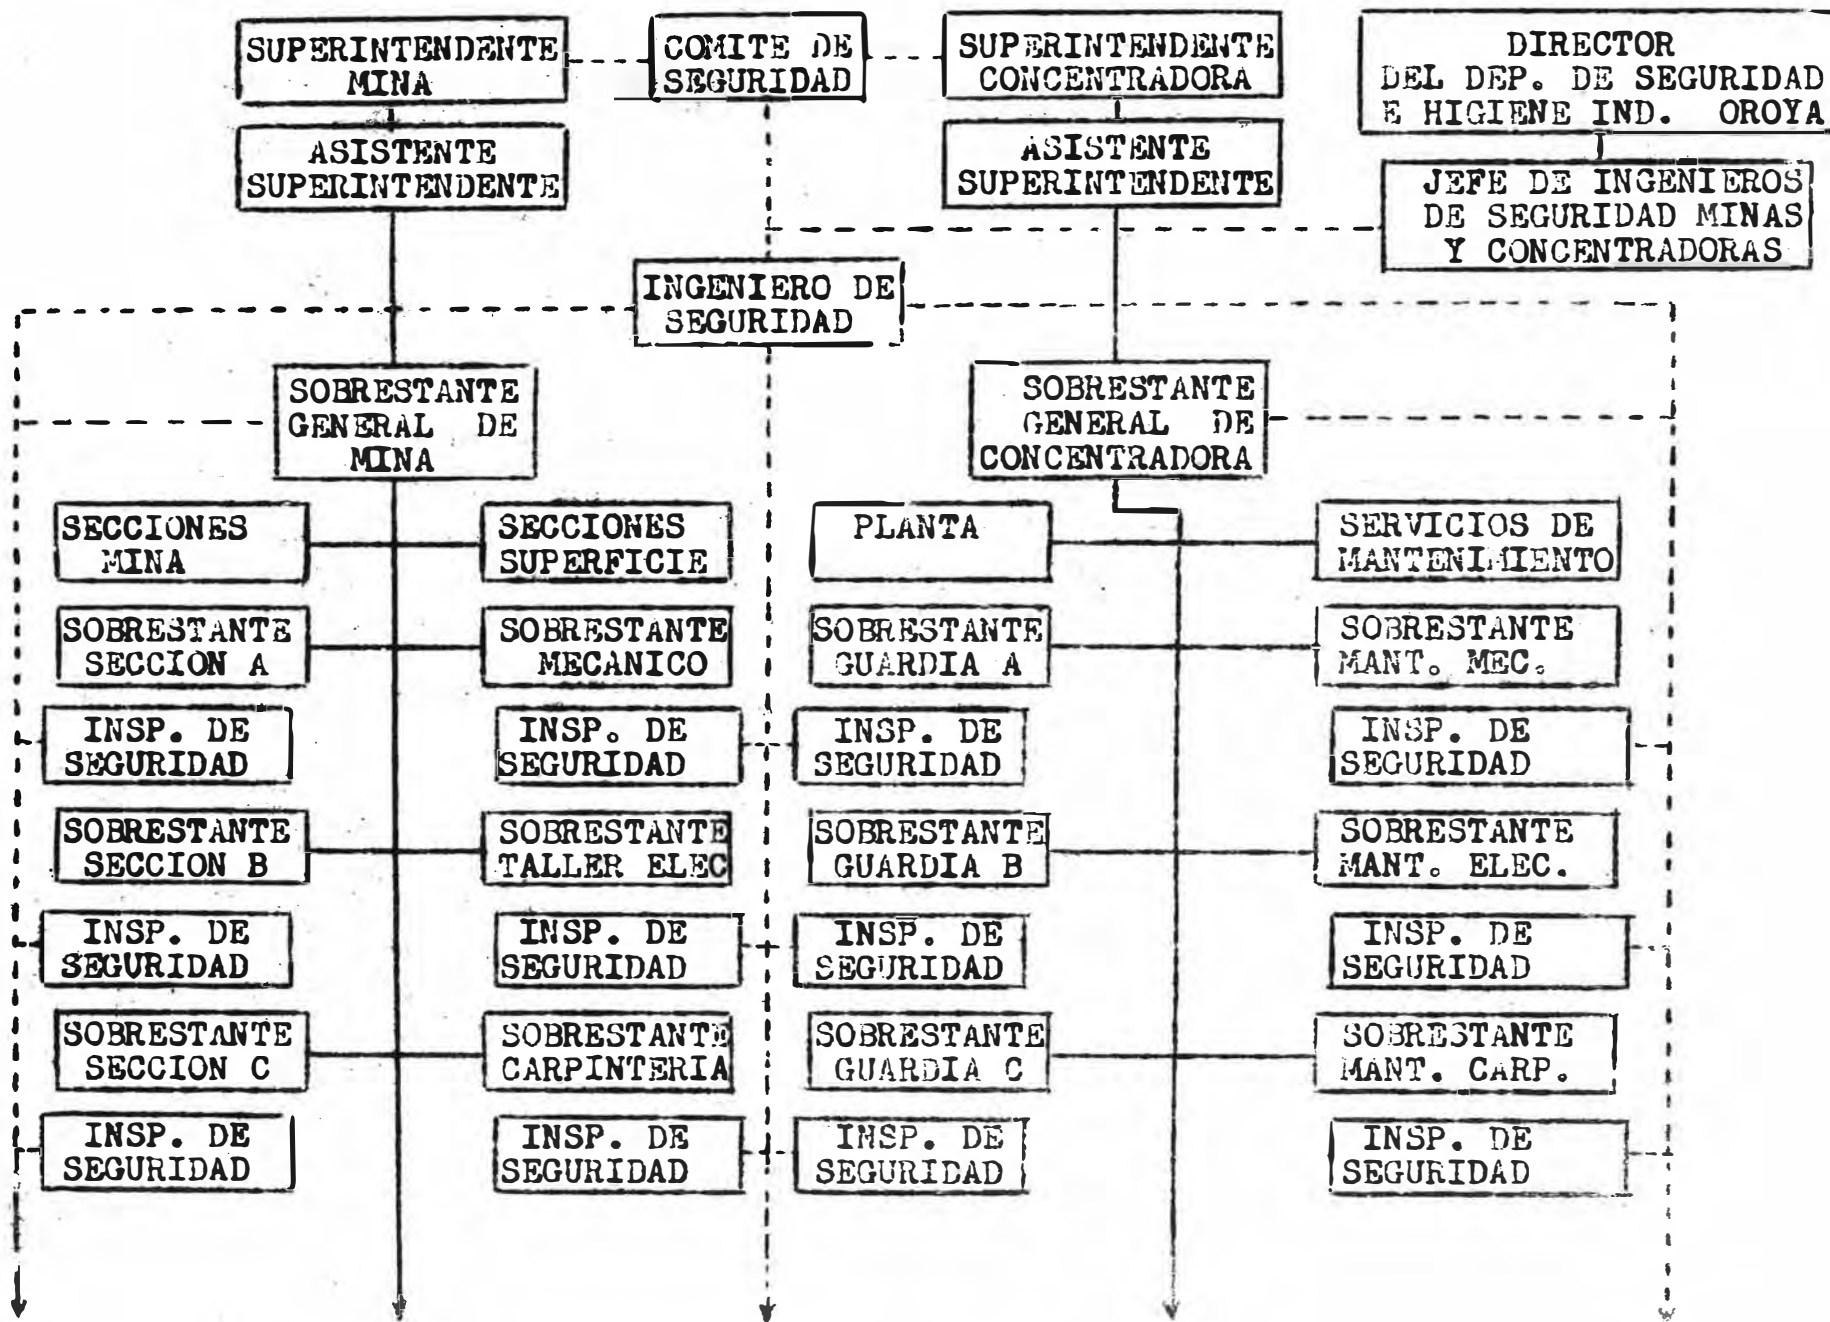 SUPERINTENDENTE
MINA
COMITE DE
SEGURIDAD
SUPERINTENDENTE
CONCENTRADORA
DIRECTOR
DEL DEP. DE SEGURIDAD
E HIGIENE IND. OROYA
ASISTENTE
SUPERINTENDENTE
ASISTENTE
SUPERINTENDENTE
JEFE DE INGENIEROS
DE SEGURIDAD MINAS
Y CONCENTRADORAS
INGENIERO DE
SEGURIDAD
SOBRESTANTE
GENERAL DE
MINA
SOBRESTANTE
GENERAL DE
CONCENTRADORA
SECCIONES
MINA
SECCIONES
SUPERFICIE
PLANTA
SERVICIOS DE
MANTENIMIENTO
SOBRESTANTE
SECCION A
SOBRESTANTE
MECANICO
SOBRESTANTE
GUARDIA A
SOBRESTANTE
MANT. MEC.
INSP. DE
SEGURIDAD
INSP. DE
SEGURIDAD
INSP. DE
SEGURIDAD
INSP. DE
SEGURIDAD
SOBRESTANTE
SECCION B
SOBRESTANTE
TALLER ELEC
SOBRESTANTE
GUARDIA B
SOBRESTANTE
MANT. ELEC.
INSP. DE
SEGURIDAD
INSP. DE
SEGURIDAD
INSP. DE
SEGURIDAD
INSP. DE
SEGURIDAD
SOBRESTANTE
SECCION C
SOBRESTANTE
CARPINTERIA
SOBRESTANTE
GUARDIA C
SOBRESTANTE
MANT. CARP.
INSP. DE
SEGURIDAD
INSP. DE
SEGURIDAD
INSP. DE
SEGURIDAD
INSP. DE
SEGURIDAD